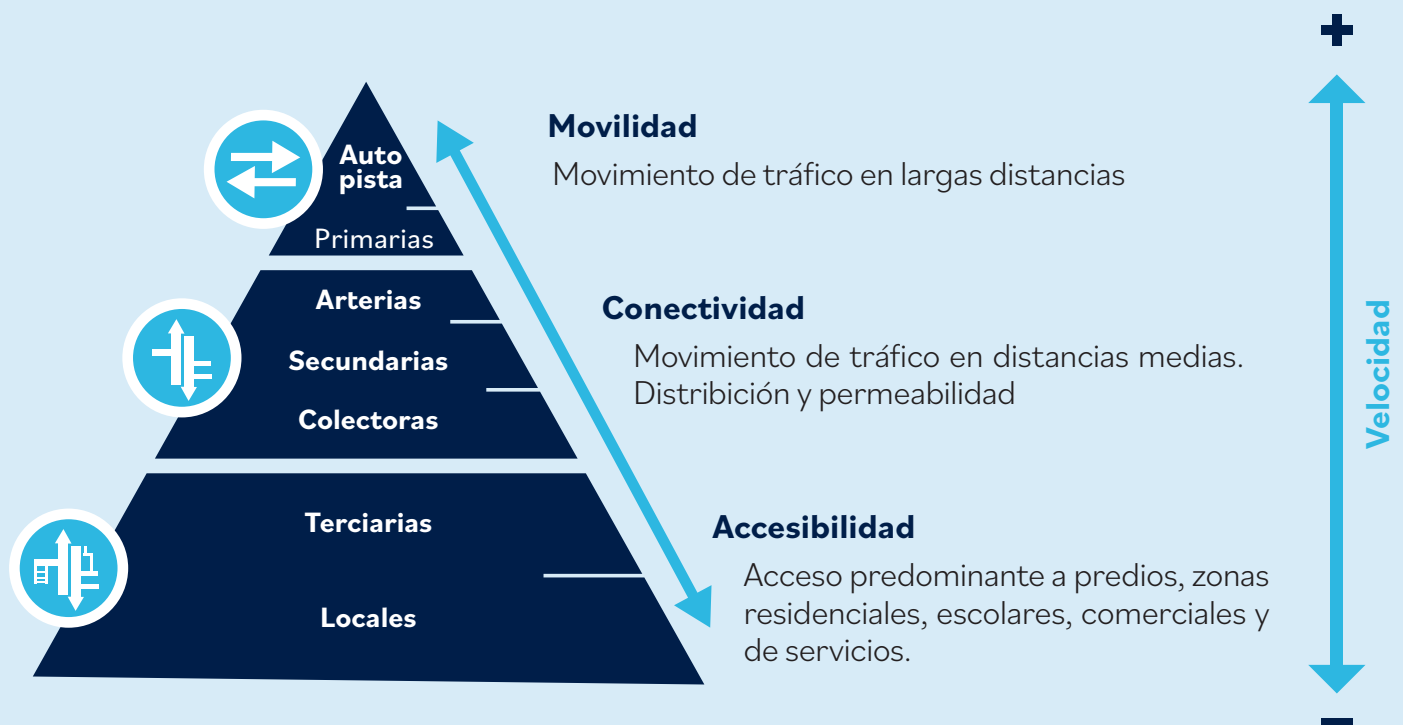 +
Auto
pista
Primarias
Movilidad
Movimiento de tráfico en largas distancias
Arterias
Secundarias
Colectoras
Conectividad
Movimiento de tráfico en distancias medias.
Distribición y permeabilidad
Terciarias
Locales
Accesibilidad
Acceso predominante a predios, zonas
residenciales, escolares, comerciales y
de servicios.
Velocidad
-